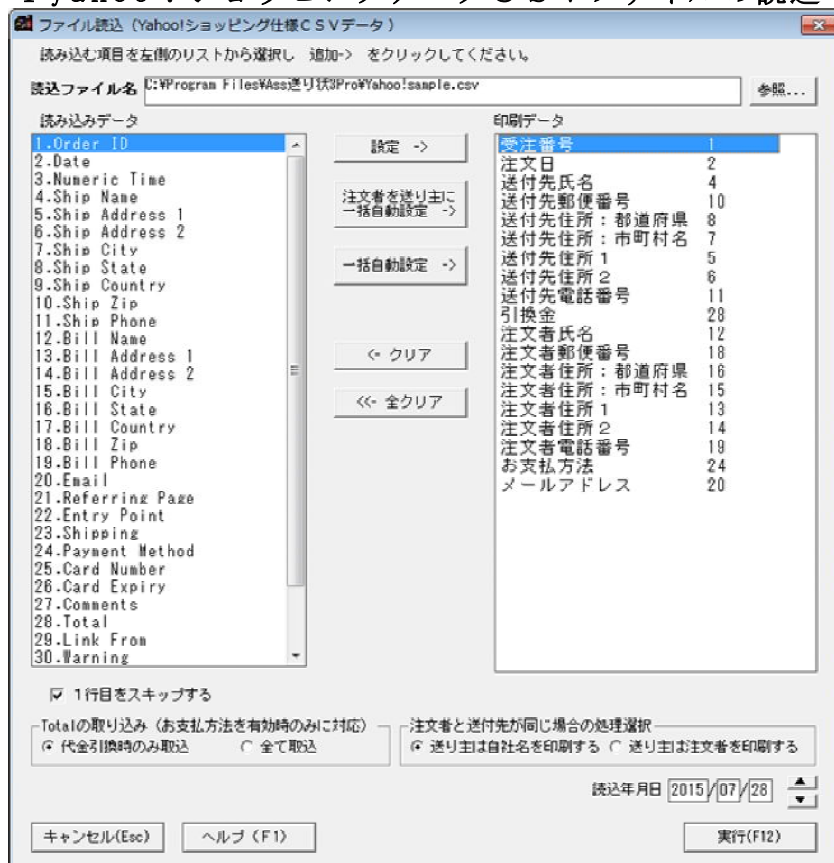 ファイル読込（Yahoo!ショッピング仕様ＣＳＶデータ）
読み込む項目を左側のリストから選択し　追加-> をクリックしてください。
読込ファイル名 C:¥Program Files¥Ass送り状3Pro¥Yahoo!sample.csv 参照...
読み込みデータ
1.Order ID
2.Date
3.Numeric Time
4.Ship Name
5.Ship Address 1
6.Ship Address 2
7.Ship City
8.Ship State
9.Ship Country
10.Ship Zip
11.Ship Phone
12.Bill Name
13.Bill Address 1
14.Bill Address 2
15.Bill City
16.Bill State
17.Bill Country
18.Bill Zip
19.Bill Phone
20.Email
21.Referring Page
22.Entry Point
23.Shipping
24.Payment Method
25.Card Number
26.Card Expiry
27.Comments
28.Total
29.Link From
30.Warning
設定 ->
注文者を送り主に
一括自動設定 ->
一括自動設定 ->
<- クリア
<<- 全クリア
印刷データ
受注番号 1
注文日 2
送付先氏名 4
送付先郵便番号 10
送付先住所：都道府県 8
送付先住所：市町村名 7
送付先住所１ 5
送付先住所２ 6
送付先電話番号 11
引換金 28
注文者氏名 12
注文者郵便番号 18
注文者住所：都道府県 16
注文者住所：市町村名 15
注文者住所１ 13
注文者住所２ 14
注文者電話番号 19
お支払方法 24
メールアドレス 20
1行目をスキップする
Totalの取り込み（お支払方法を有効時のみに対応）
代金引換時のみ取込 全て取込
注文者と送付先が同じ場合の処理選択
送り主は自社名を印刷する 送り主は注文者を印刷する
読込年月日 2015/07/28
キャンセル(Esc) ヘルプ（F1） 実行(F12)